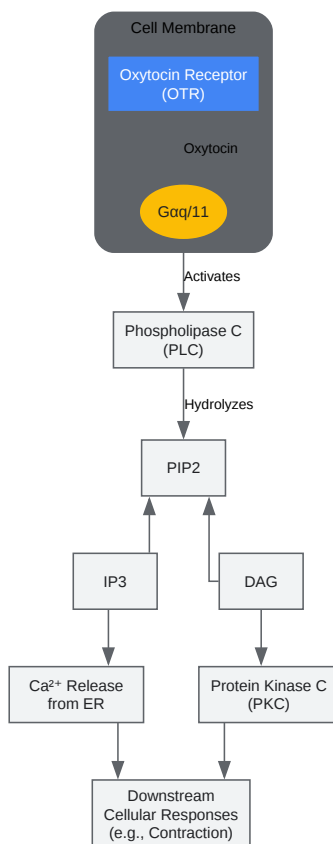 Cell Membrane
Oxytocin Receptor
(OTR)
Oxytocin
Gαq/11
Activates
Phospholipase C
(PLC)
Hydrolyzes
PIP2
IP3
DAG
Ca²⁺ Release
from ER
Protein Kinase C
(PKC)
Downstream
Cellular Responses
(e.g., Contraction)